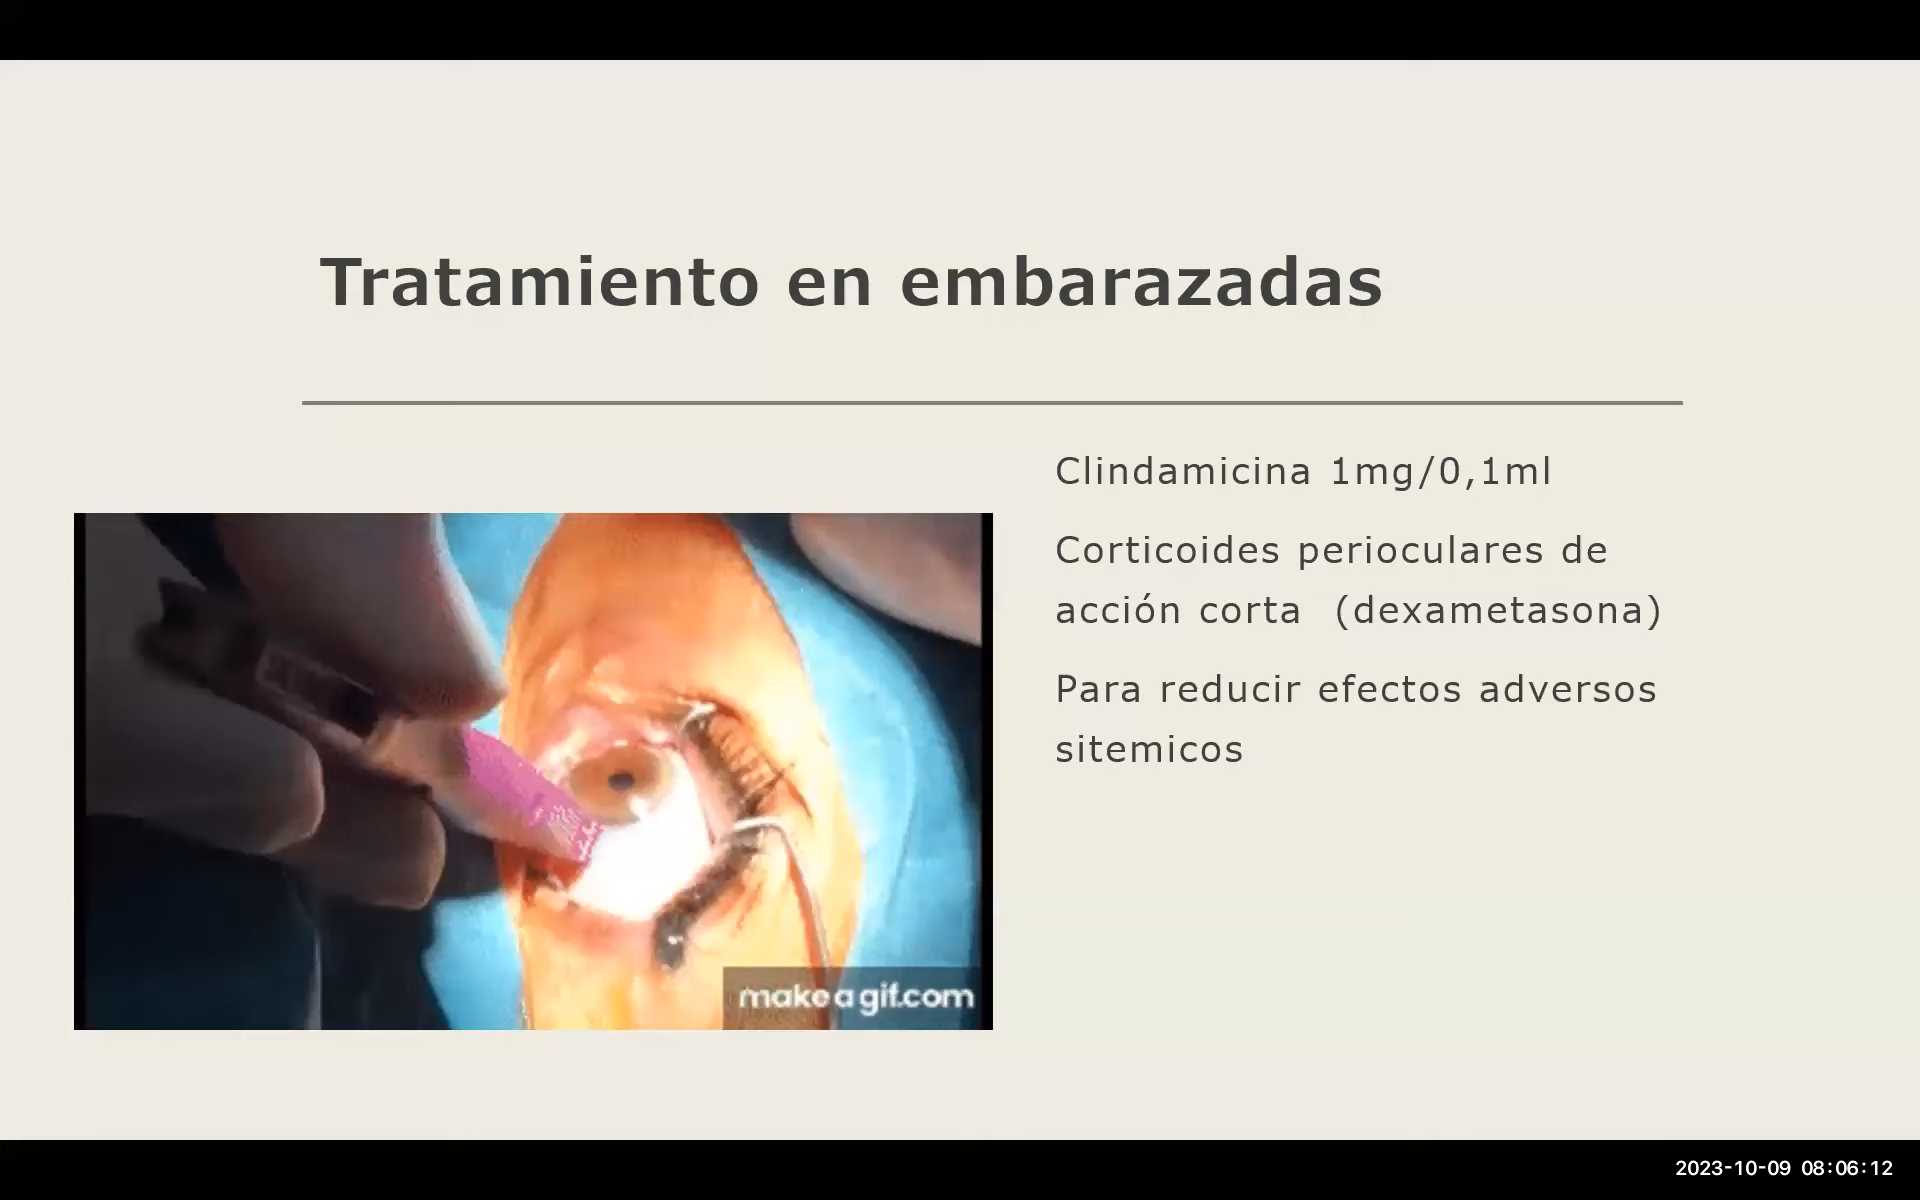 Tratamiento en embarazadas
Clindamicina 1mg/0,1ml
Corticoides perioculares de
acción corta (dexametasona)
Para reducir efectos adversos
sitemicos
makeagif.com
2023-10-09 08:06:12